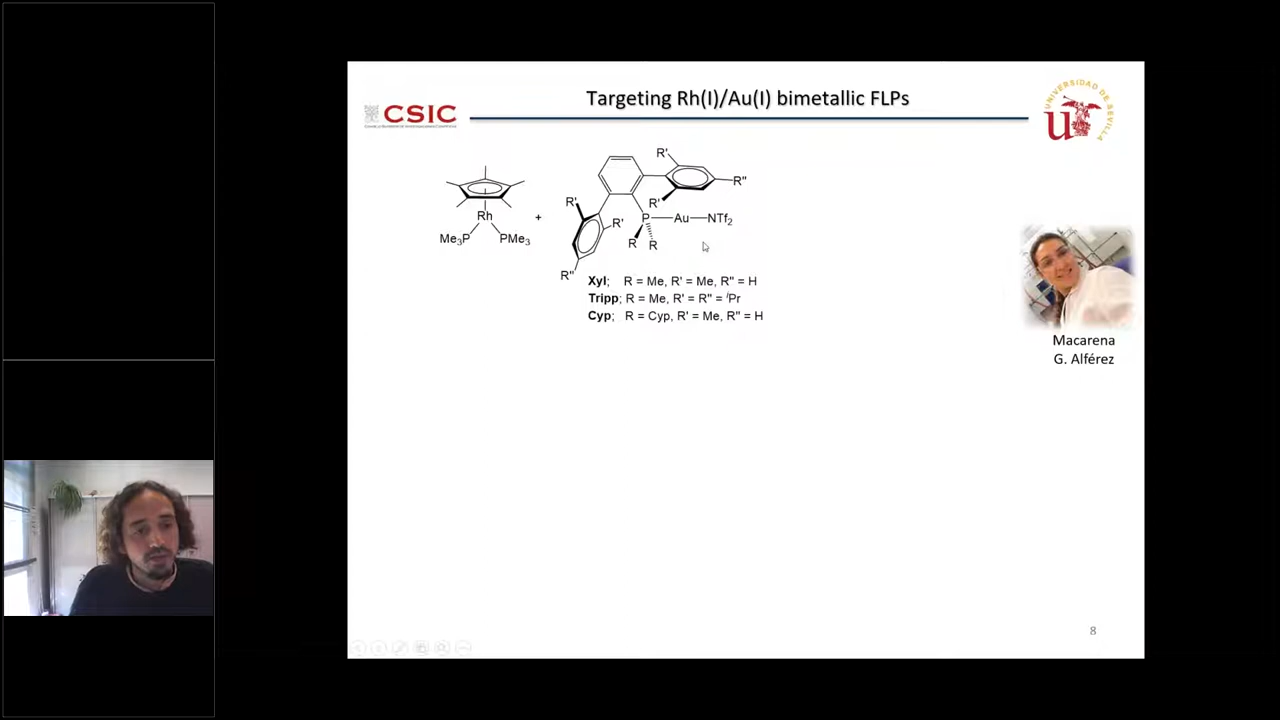 Targeting Rh(I)/Au(I) bimetallic FLPs
CSIC
UNIVERSIDAD DE SEVILLA
Rh
Me3P
PMe3
+
R'
R''
R'
R'
R'
P
Au
NTf2
R
R
R''
Xyl; R = Me, R' = Me, R'' = H
Tripp; R = Me, R' = R'' = iPr
Cyp; R = Cyp, R' = Me, R'' = H
Macarena
G. Alférez
8